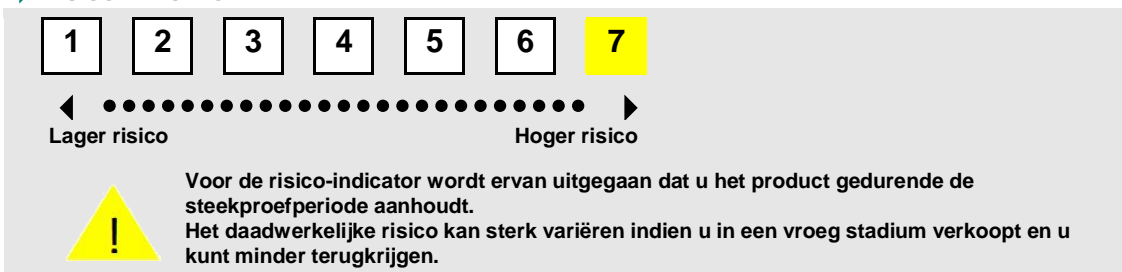 1 2 3 4 5 6 7
Lager risico Hoger risico
Voor de risico-indicator wordt ervan uitgegaan dat u het product gedurende de
steekproefperiode aanhoudt.
Het daadwerkelijke risico kan sterk variëren indien u in een vroeg stadium verkoopt en u
kunt minder terugkrijgen.
!